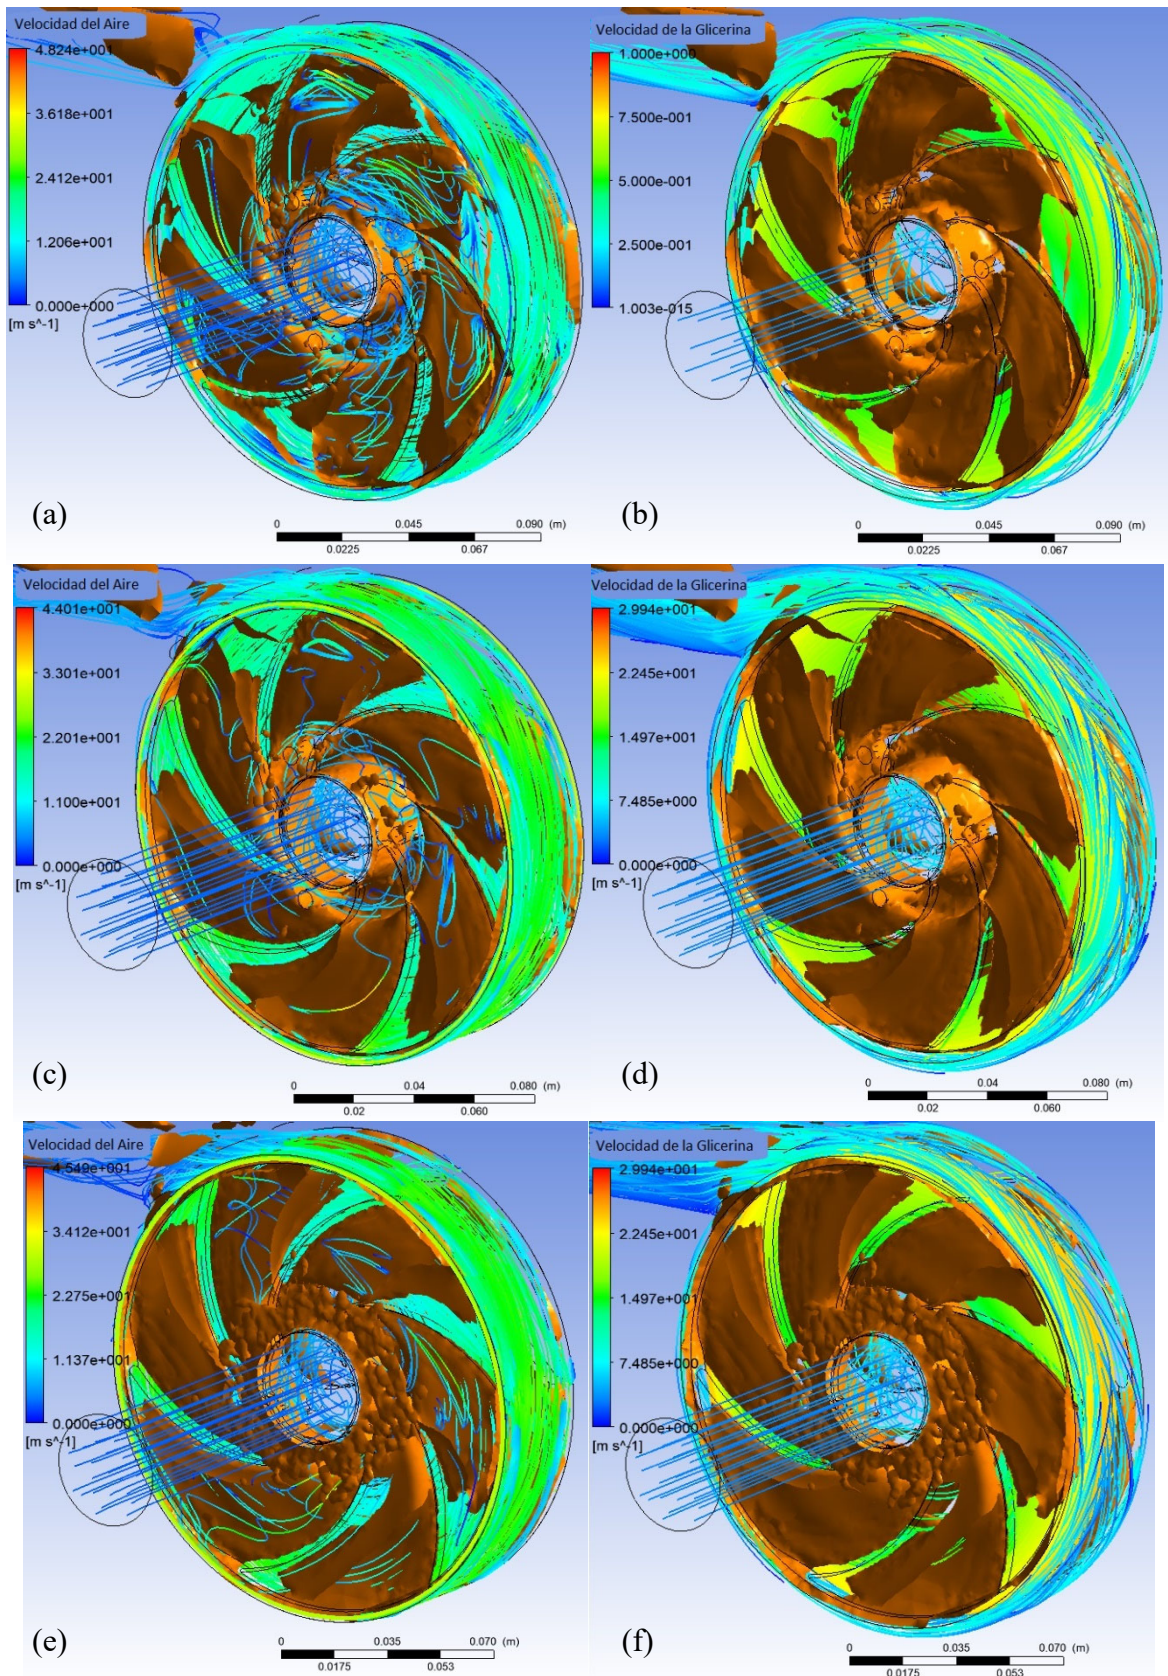 Velocidad del Aire
4.824e+001
3.618e+001
2.412e+001
1.206e+001
0.000e+000
[m s^-1]
(a)
0 0.045 0.090 (m)
0.0225 0.067
Velocidad de la Glicerina
1.000e+000
7.500e-001
5.000e-001
2.500e-001
1.003e-015
[m s^-1]
(b)
0 0.045 0.090 (m)
0.0225 0.067
Velocidad del Aire
4.401e+001
3.301e+001
2.201e+001
1.100e+001
0.000e+000
[m s^-1]
(c)
0 0.04 0.080 (m)
0.02 0.060
Velocidad de la Glicerina
2.994e+001
2.245e+001
1.497e+001
7.485e+000
0.000e+000
[m s^-1]
(d)
0 0.04 0.080 (m)
0.02 0.060
Velocidad del Aire
4.549e+001
3.412e+001
2.275e+001
1.137e+001
0.000e+000
[m s^-1]
(e)
0 0.035 0.070 (m)
0.0175 0.053
Velocidad de la Glicerina
2.994e+001
2.245e+001
1.497e+001
7.485e+000
0.000e+000
[m s^-1]
(f)
0 0.035 0.070 (m)
0.0175 0.053